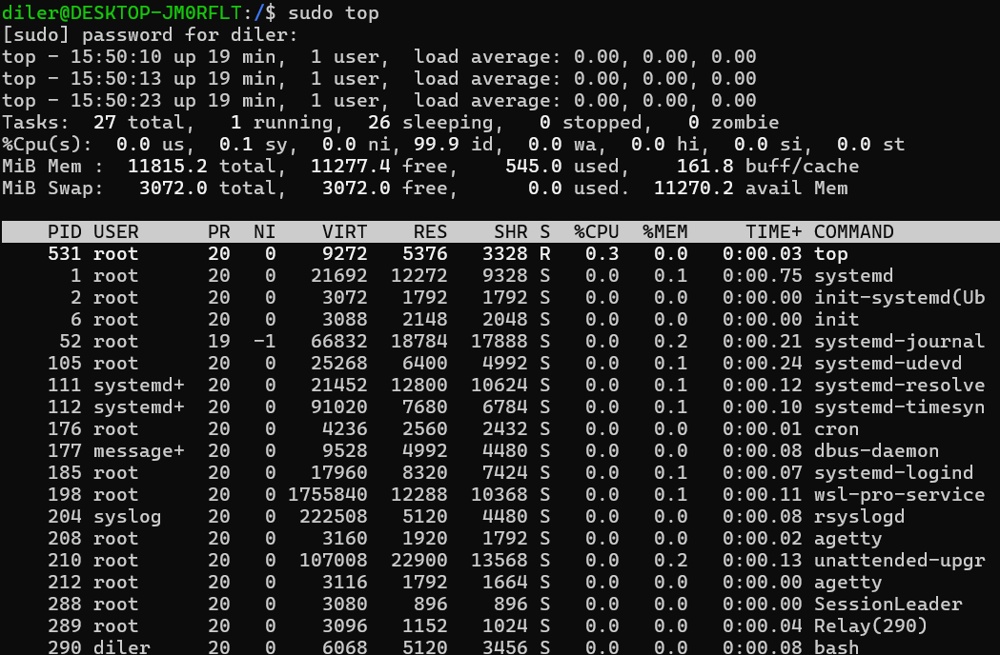 diler@DESKTOP-JM0RFLT:/$ sudo top
[sudo] password for diler:
top - 15:50:10 up 19 min,  1 user,  load average: 0.00, 0.00, 0.00
top - 15:50:13 up 19 min,  1 user,  load average: 0.00, 0.00, 0.00
top - 15:50:23 up 19 min,  1 user,  load average: 0.00, 0.00, 0.00
Tasks:  27 total,   1 running,  26 sleeping,   0 stopped,   0 zombie
%Cpu(s):  0.0 us,  0.1 sy,  0.0 ni, 99.9 id,  0.0 wa,  0.0 hi,  0.0 si,  0.0 st
MiB Mem :  11815.2 total,  11277.4 free,    545.0 used,    161.8 buff/cache
MiB Swap:   3072.0 total,   3072.0 free,      0.0 used.  11270.2 avail Mem
    PID USER      PR  NI    VIRT    RES    SHR S  %CPU  %MEM     TIME+ COMMAND
    531 root      20   0    9272   5376   3328 R   0.3   0.0   0:00.03 top
      1 root      20   0   21692  12272   9328 S   0.0   0.1   0:00.75 systemd
      2 root      20   0    3072   1792   1792 S   0.0   0.0   0:00.00 init-systemd(Ub
      6 root      20   0    3088   2148   2048 S   0.0   0.0   0:00.00 init
     52 root      19  -1   66832  18784  17888 S   0.0   0.2   0:00.21 systemd-journal
    105 root      20   0   25268   6400   4992 S   0.0   0.1   0:00.24 systemd-udevd
    111 systemd+  20   0   21452  12800  10624 S   0.0   0.1   0:00.12 systemd-resolve
    112 systemd+  20   0   91020   7680   6784 S   0.0   0.1   0:00.10 systemd-timesyn
    176 root      20   0    4236   2560   2432 S   0.0   0.0   0:00.01 cron
    177 message+  20   0    9528   4992   4480 S   0.0   0.0   0:00.08 dbus-daemon
    185 root      20   0   17960   8320   7424 S   0.0   0.1   0:00.07 systemd-logind
    198 root      20   0 1755840  12288  10368 S   0.0   0.1   0:00.11 wsl-pro-service
    204 syslog    20   0  222508   5120   4480 S   0.0   0.0   0:00.08 rsyslogd
    208 root      20   0    3160   1920   1792 S   0.0   0.0   0:00.02 agetty
    210 root      20   0  107008  22900  13568 S   0.0   0.2   0:00.13 unattended-upgr
    212 root      20   0    3116   1792   1664 S   0.0   0.0   0:00.00 agetty
    288 root      20   0    3080    896    896 S   0.0   0.0   0:00.00 SessionLeader
    289 root      20   0    3096   1152   1024 S   0.0   0.0   0:00.04 Relay(290)
    290 diler     20   0    6068   5120   3456 S   0.0   0.0   0:00.08 bash